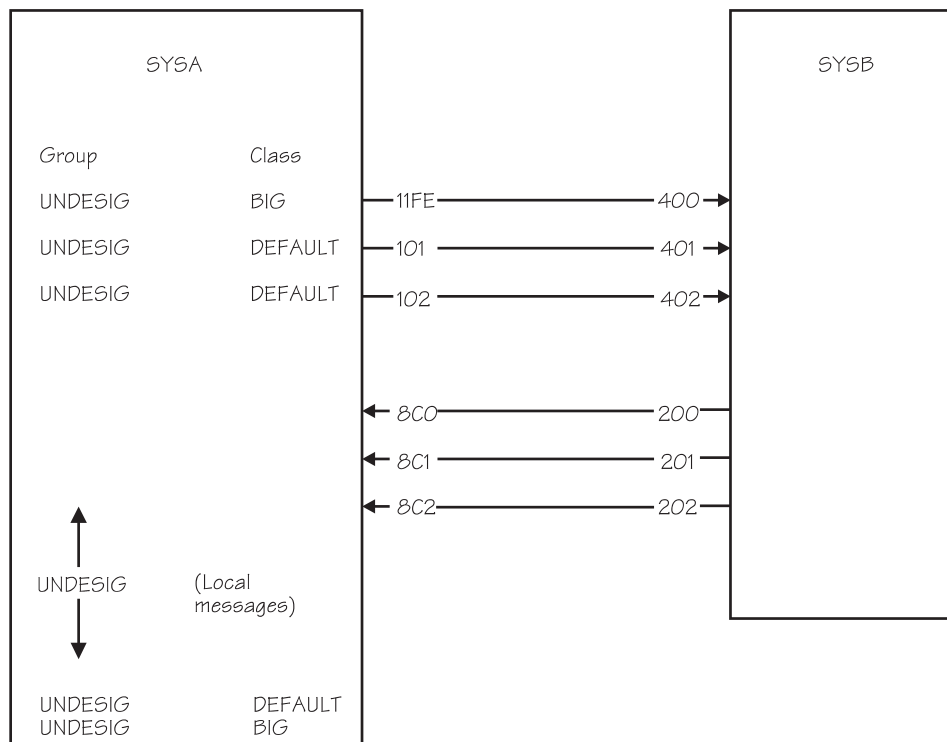 SYSA SYSB
Group Class
UNDESIG BIG 11FE 400
UNDESIG DEFAULT 101 401
UNDESIG DEFAULT 102 402
8C0 200
8C1 201
8C2 202
UNDESIG (Local
messages)
UNDESIG DEFAULT
UNDESIG BIG